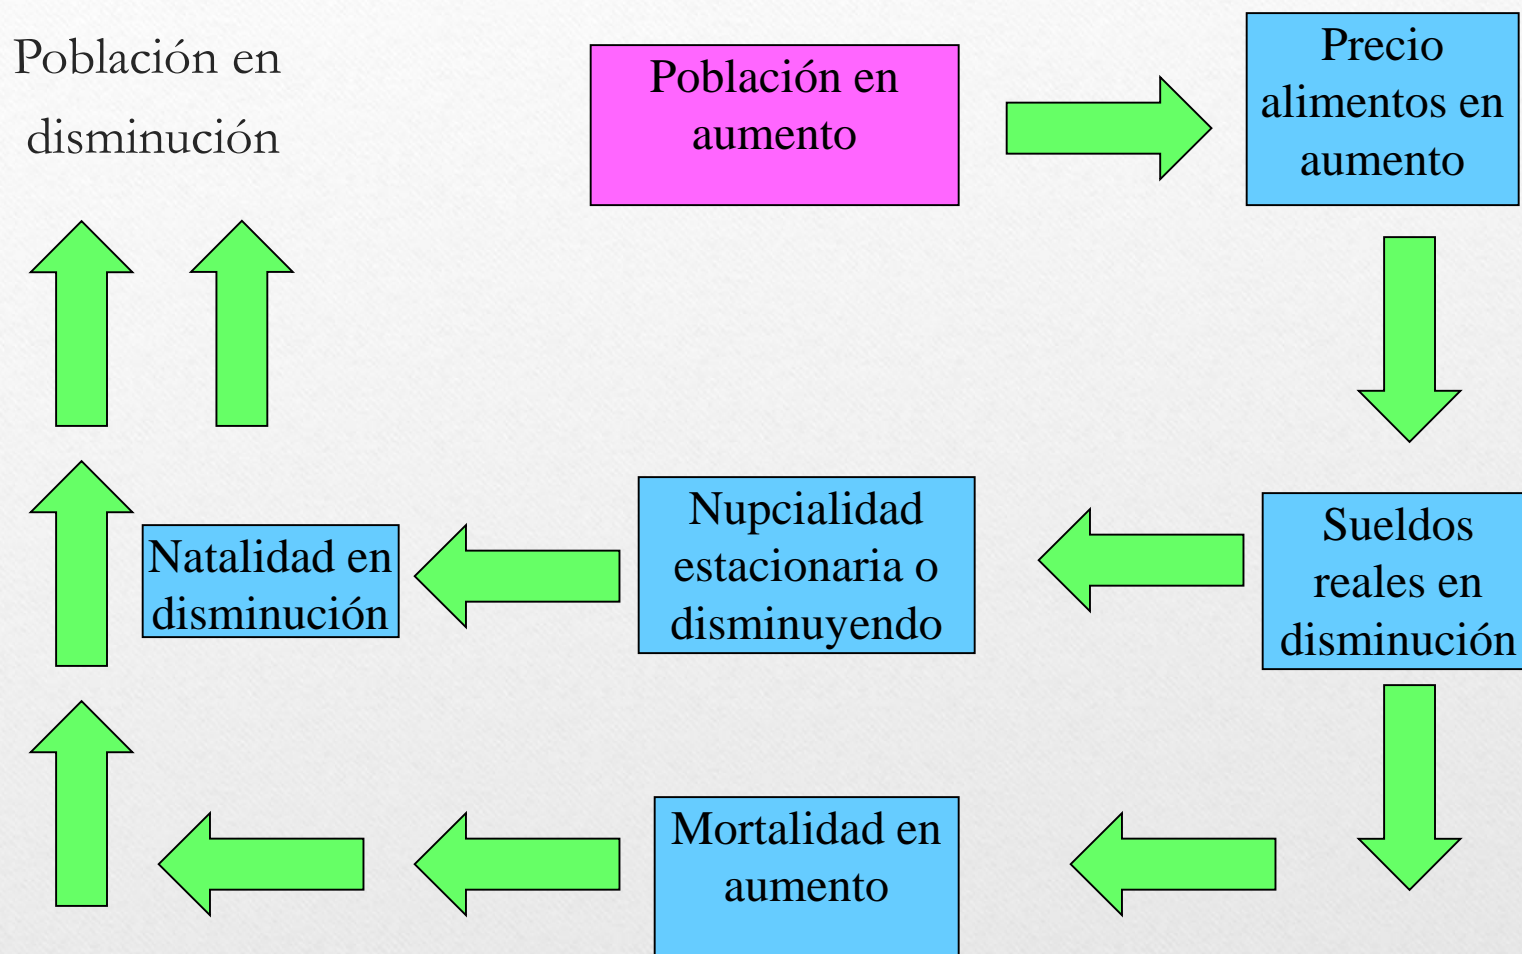 Población en
disminución
Población en
aumento
Precio
alimentos en
aumento
Natalidad en
disminución
Nupcialidad
estacionaria o
disminuyendo
Sueldos
reales en
disminución
Mortalidad en
aumento